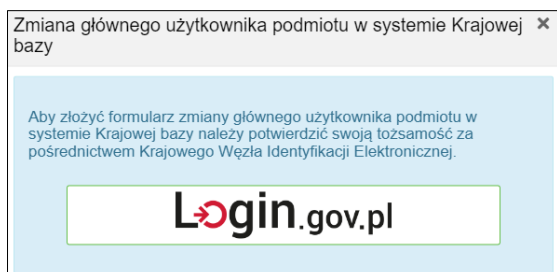 Zmiana głównego użytkownika podmiotu w systemie Krajowej ×
bazy
Aby złożyć formularz zmiany głównego użytkownika podmiotu w
systemie Krajowej bazy należy potwierdzić swoją tożsamość za
pośrednictwem Krajowego Węzła Identyfikacji Elektronicznej.
Login.gov.pl